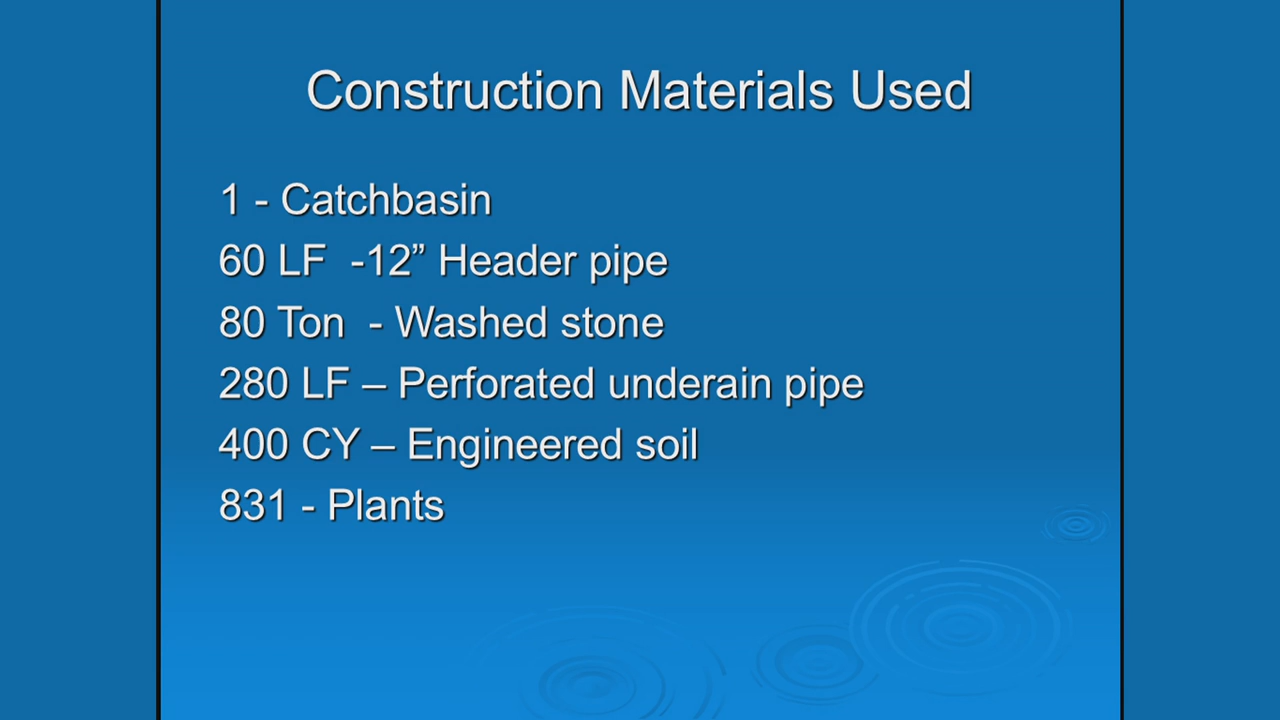 Construction Materials Used
1 - Catchbasin
60 LF  -12” Header pipe
80 Ton  - Washed stone
280 LF – Perforated underain pipe
400 CY – Engineered soil
831 - Plants